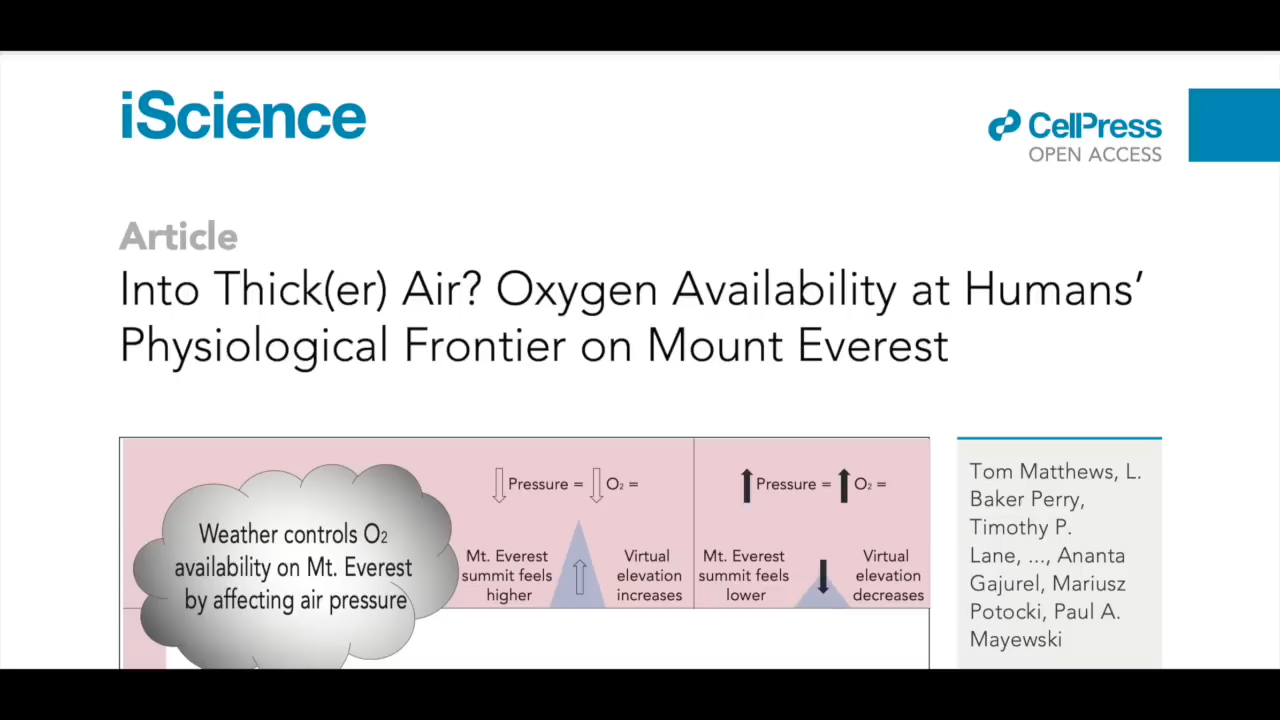 iScience
CellPress
OPEN ACCESS
Article
Into Thick(er) Air? Oxygen Availability at Humans’
Physiological Frontier on Mount Everest
Weather controls O₂
availability on Mt. Everest
by affecting air pressure
Pressure = O₂ =
Mt. Everest
summit feels
higher
Virtual
elevation
increases
Pressure = O₂ =
Mt. Everest
summit feels
lower
Virtual
elevation
decreases
Tom Matthews, L.
Baker Perry,
Timothy P.
Lane, ..., Ananta
Gajurel, Mariusz
Potocki, Paul A.
Mayewski